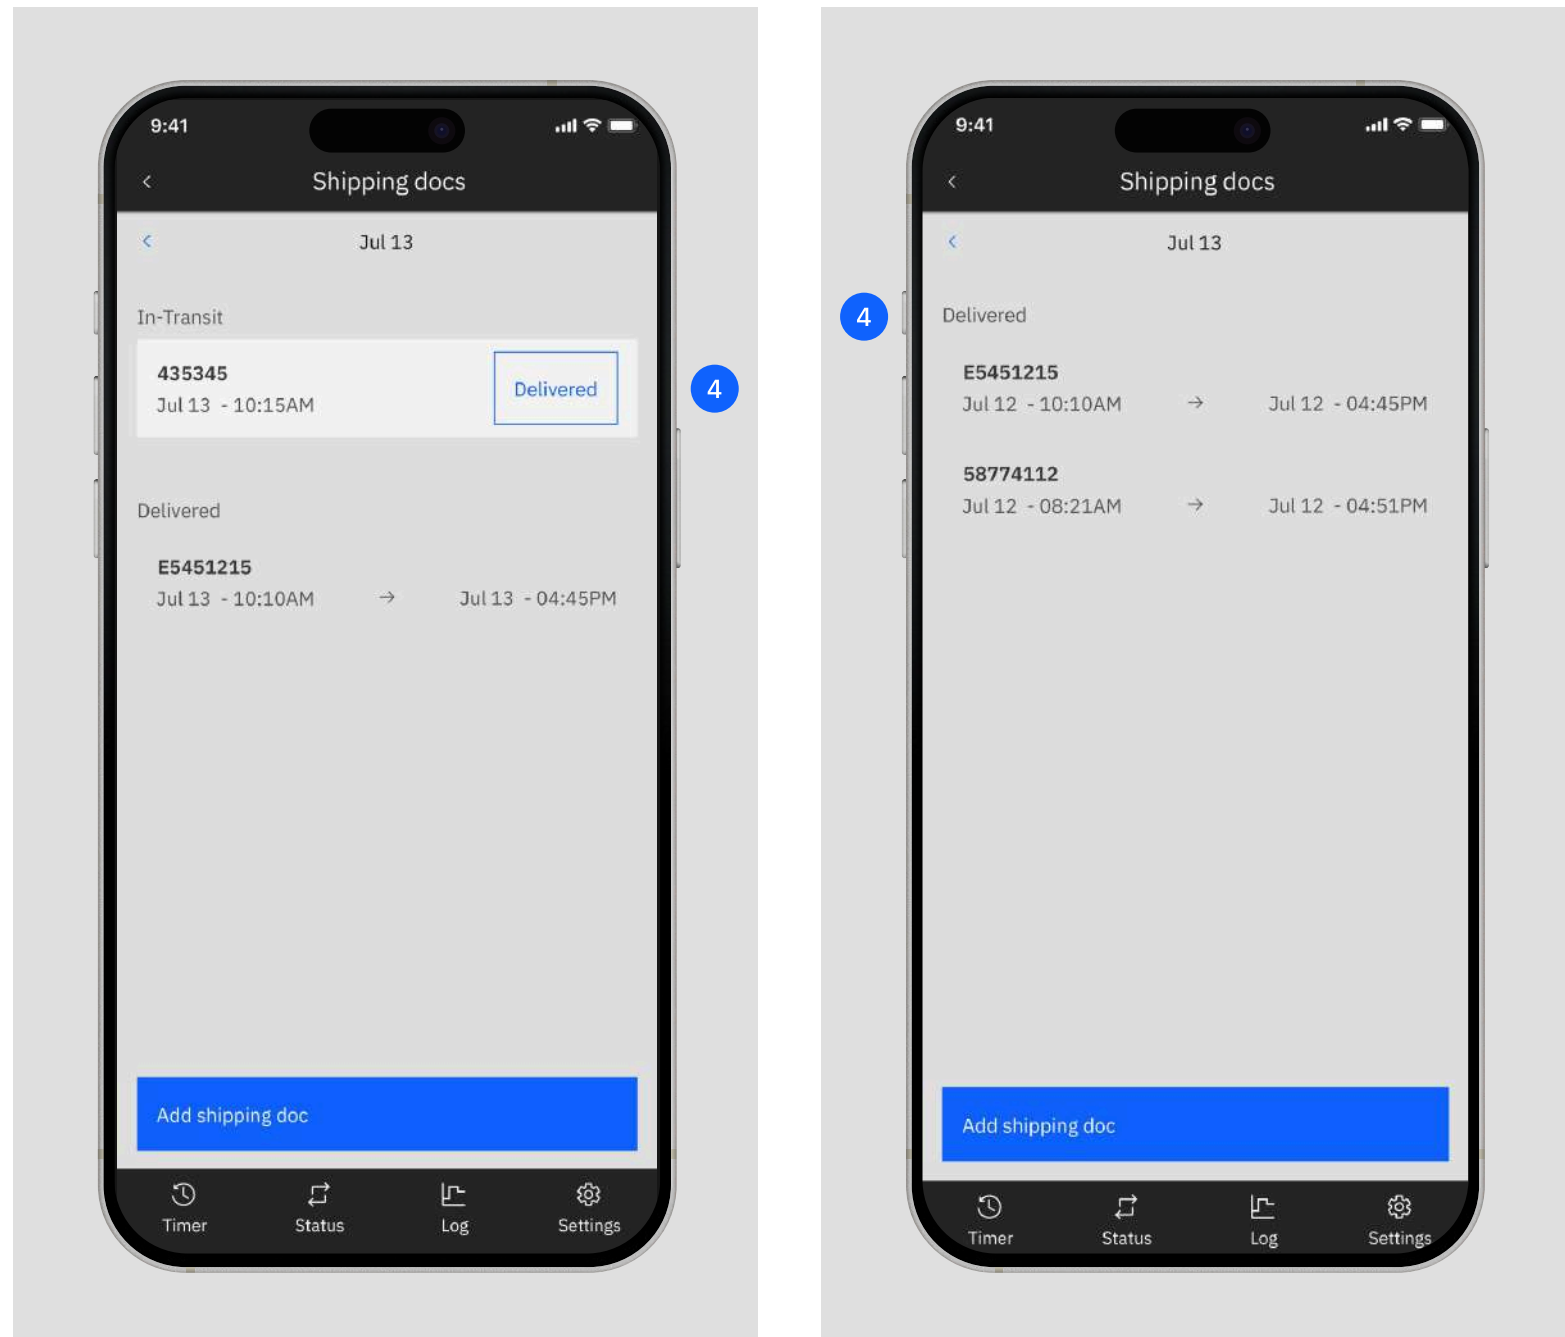 9:41
Shipping docs
Jul 13
In-Transit
435345
Jul 13 - 10:15AM
Delivered
4
Delivered
E5451215
Jul 13 - 10:10AM → Jul 13 - 04:45PM
Add shipping doc
Timer Status Log Settings
9:41
Shipping docs
Jul 13
4
Delivered
E5451215
Jul 12 - 10:10AM → Jul 12 - 04:45PM
58774112
Jul 12 - 08:21AM → Jul 12 - 04:51PM
Add shipping doc
Timer Status Log Settings